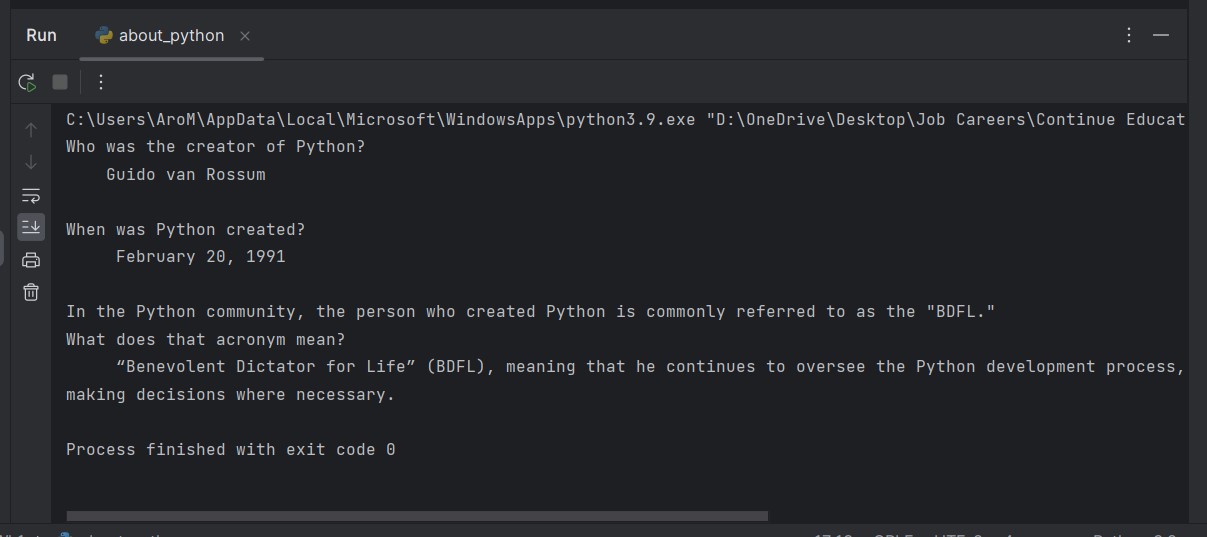 Run about_python
C:\Users\AroM\AppData\Local\Microsoft\WindowsApps\python3.9.exe "D:\OneDrive\Desktop\Job Careers\Continue Educat
Who was the creator of Python?
Guido van Rossum
When was Python created?
February 20, 1991
In the Python community, the person who created Python is commonly referred to as the "BDFL."
What does that acronym mean?
“Benevolent Dictator for Life” (BDFL), meaning that he continues to oversee the Python development process,
making decisions where necessary.
Process finished with exit code 0